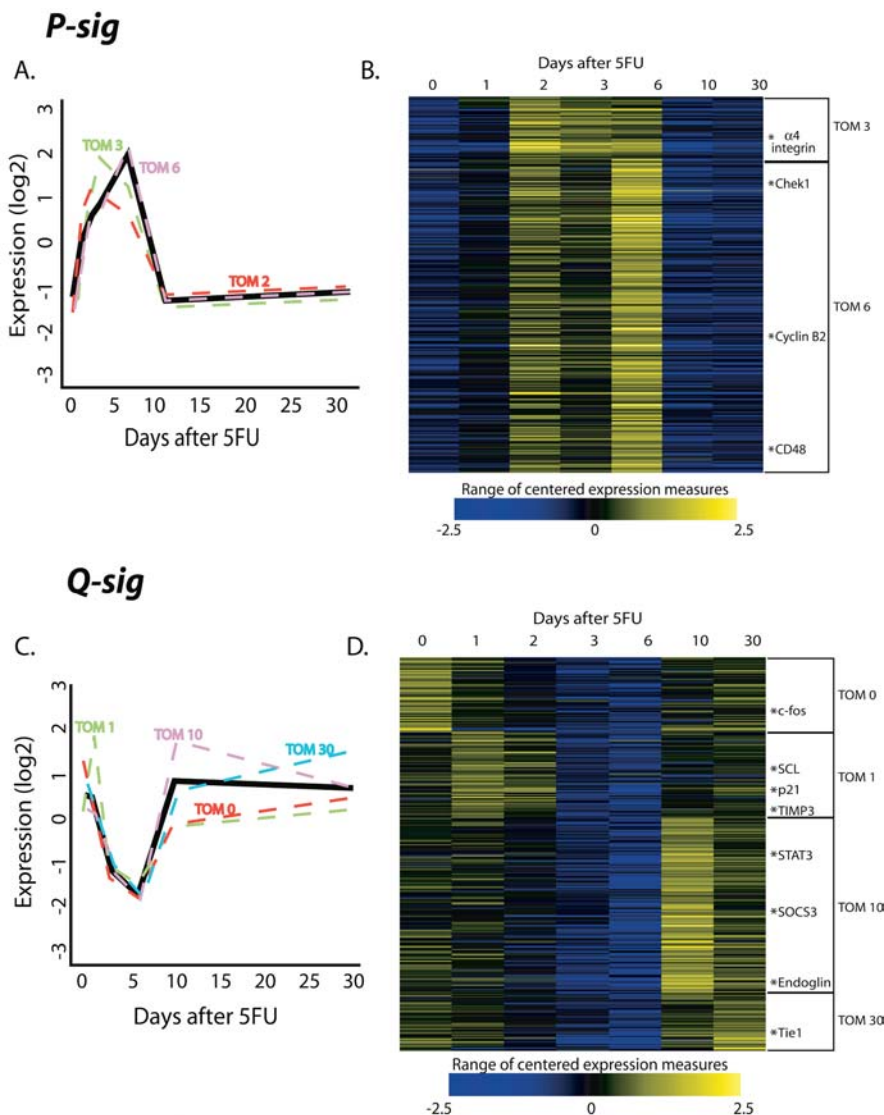 P-sig
A.
Expression (log2)
3
2
1
0
-1
-2
-3
TOM 3
TOM 6
TOM 2
0 5 10 15 20 25 30
Days after 5FU
B.
Days after 5FU
0 1 2 3 6 10 30
* α4
integrin
*Chek1
*Cyclin B2
*CD48
TOM 3
TOM 6
Range of centered expression measures
-2.5 0 2.5
Q-sig
C.
Expression (log2)
3
2
1
0
-1
-2
-3
TOM 1
TOM 10
TOM 30
TOM 0
0 5 10 15 20 25 30
Days after 5FU
D.
Days after 5FU
0 1 2 3 6 10 30
*c-fos
*SCL
*p21
*TIMP3
*STAT3
*SOCS3
*Endoglin
*Tie1
TOM 0
TOM 1
TOM 10
TOM 30
Range of centered expression measures
-2.5 0 2.5